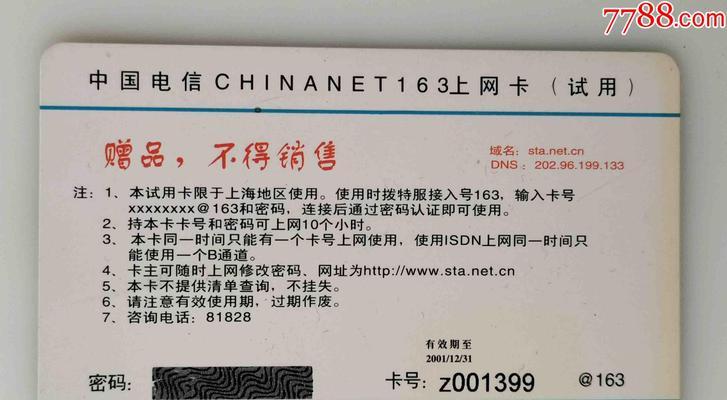 7788.com
中国电信CHINANET163上网卡（试用）
赠品，不得销售
域名：sta.net.cn
DNS：202.96.199.133
注：1、本试用卡限于上海地区使用。使用时拨特服接入号163，输入卡号
xxxxxxxx@163和密码，连接后通过密码认证即可使用。
2、持本卡卡号和密码可上网10个小时。
3、本卡同一时间只能有一个卡号上网使用，使用ISDN上网同一时间只
能使用一个B通道。
4、卡主可随时上网修改密码、网址为http://www.sta.net.cn
5、本卡不提供清单查询，不挂失。
6、请注意有效使用期，过期作废。
7、咨询电话：81828
有效期至
2001/12/31
密码：
卡号：z001399 @163